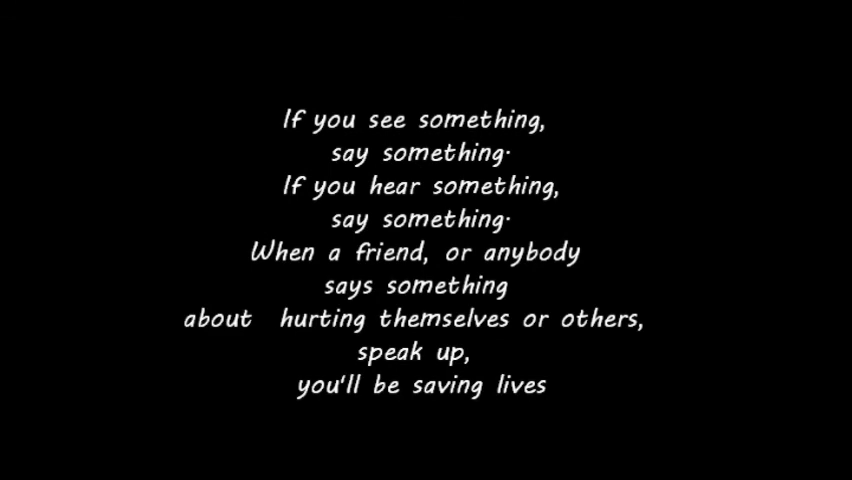 If you see something,
say something.
If you hear something,
say something.
When a friend, or anybody
says something
about hurting themselves or others,
speak up,
you'll be saving lives